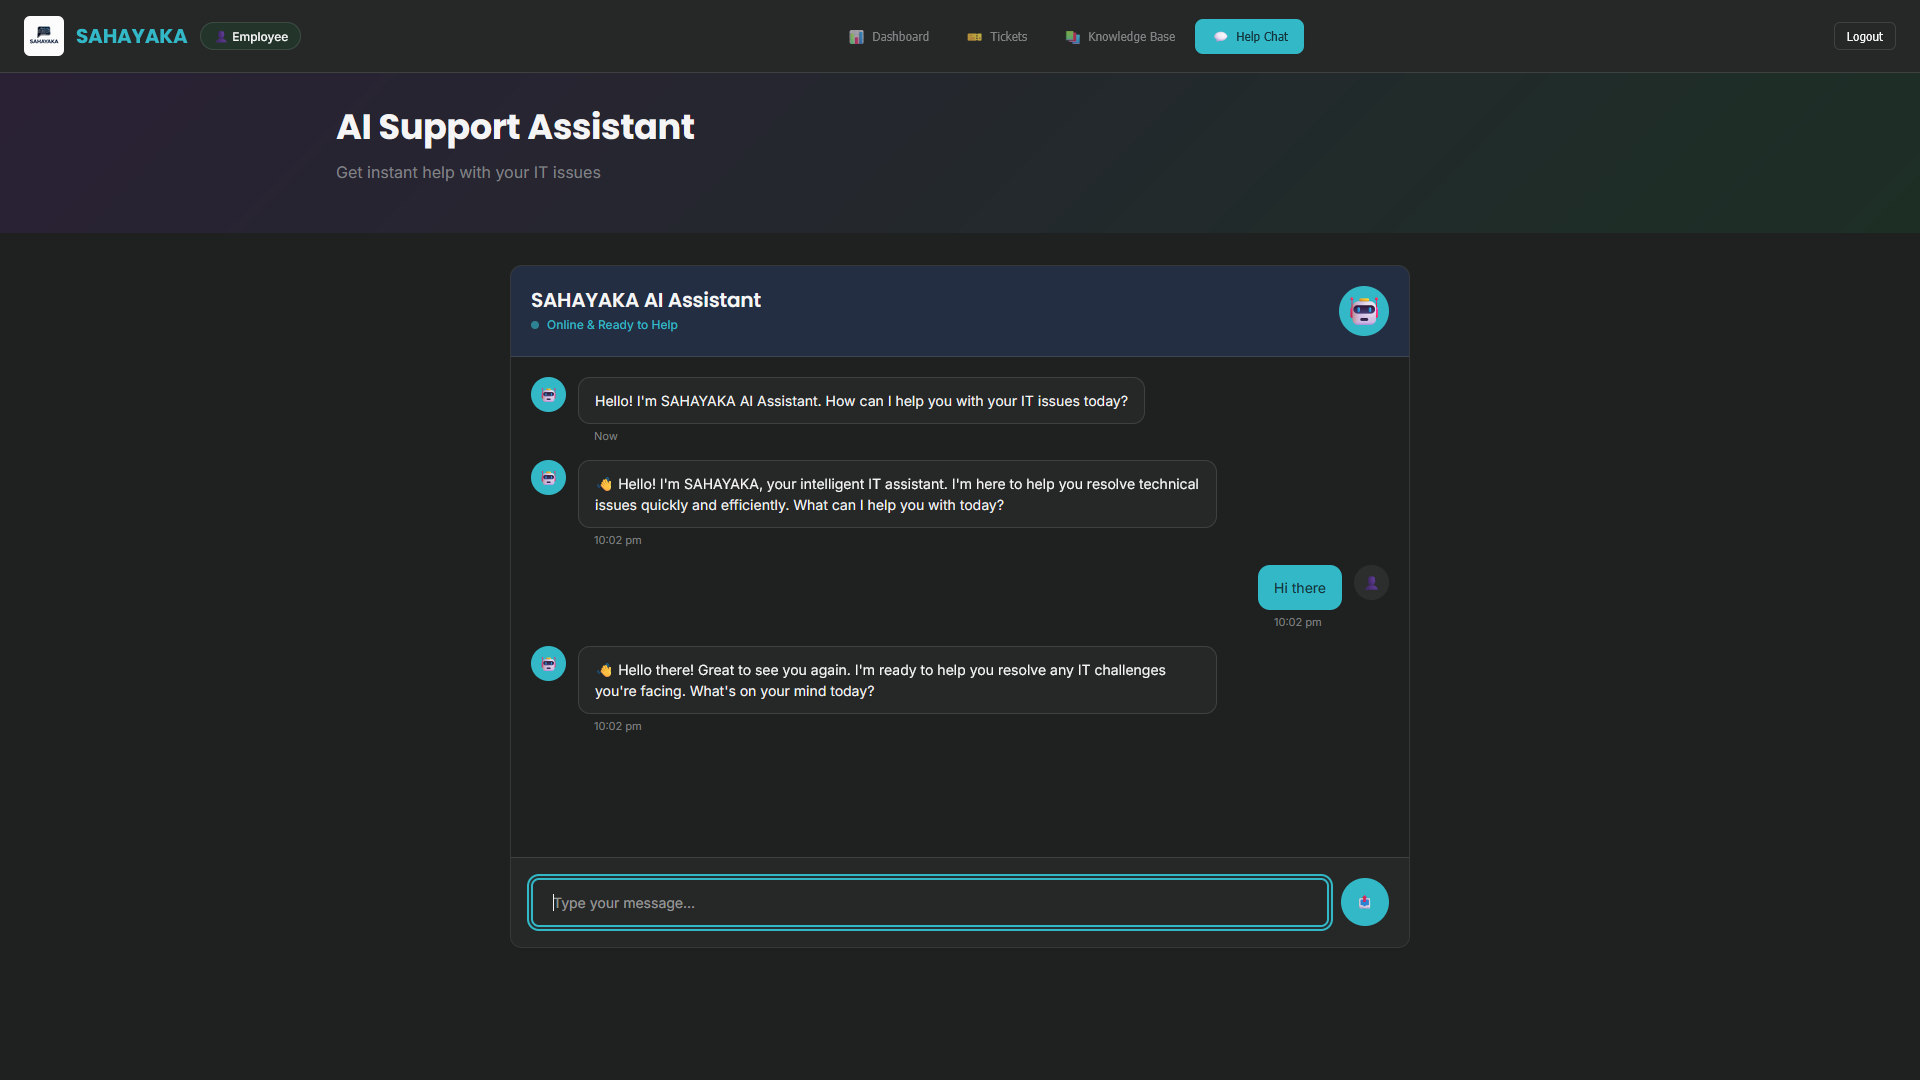 SAHAYAKA
SAHAYAKA
Employee
Dashboard
Tickets
Knowledge Base
Help Chat
Logout
AI Support Assistant
Get instant help with your IT issues
SAHAYAKA AI Assistant
Online & Ready to Help
Hello! I'm SAHAYAKA AI Assistant. How can I help you with your IT issues today?
Now
👋 Hello! I'm SAHAYAKA, your intelligent IT assistant. I'm here to help you resolve technical
issues quickly and efficiently. What can I help you with today?
10:02 pm
Hi there
10:02 pm
👋 Hello there! Great to see you again. I'm ready to help you resolve any IT challenges
you're facing. What's on your mind today?
10:02 pm
Type your message...